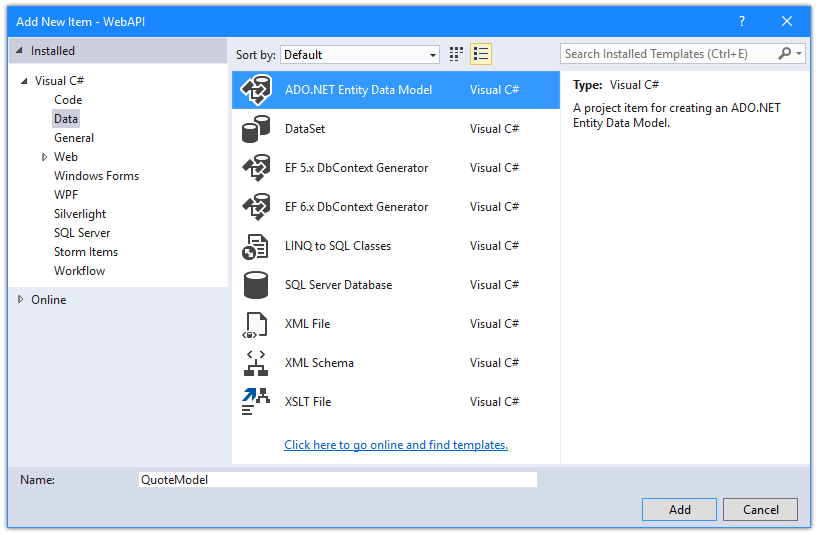 Add New Item - WebAPI
?
Installed
Sort by: Default
Search Installed Templates (Ctrl+E)
Visual C#
Code
Data
General
Web
Windows Forms
WPF
Silverlight
SQL Server
Storm Items
Workflow
Online
ADO.NET Entity Data Model Visual C#
DataSet Visual C#
EF 5.x DbContext Generator Visual C#
EF 6.x DbContext Generator Visual C#
LINQ to SQL Classes Visual C#
SQL Server Database Visual C#
XML File Visual C#
XML Schema Visual C#
XSLT File Visual C#
Click here to go online and find templates.
Type: Visual C#
A project item for creating an ADO.NET
Entity Data Model.
Name: QuoteModel
Add Cancel